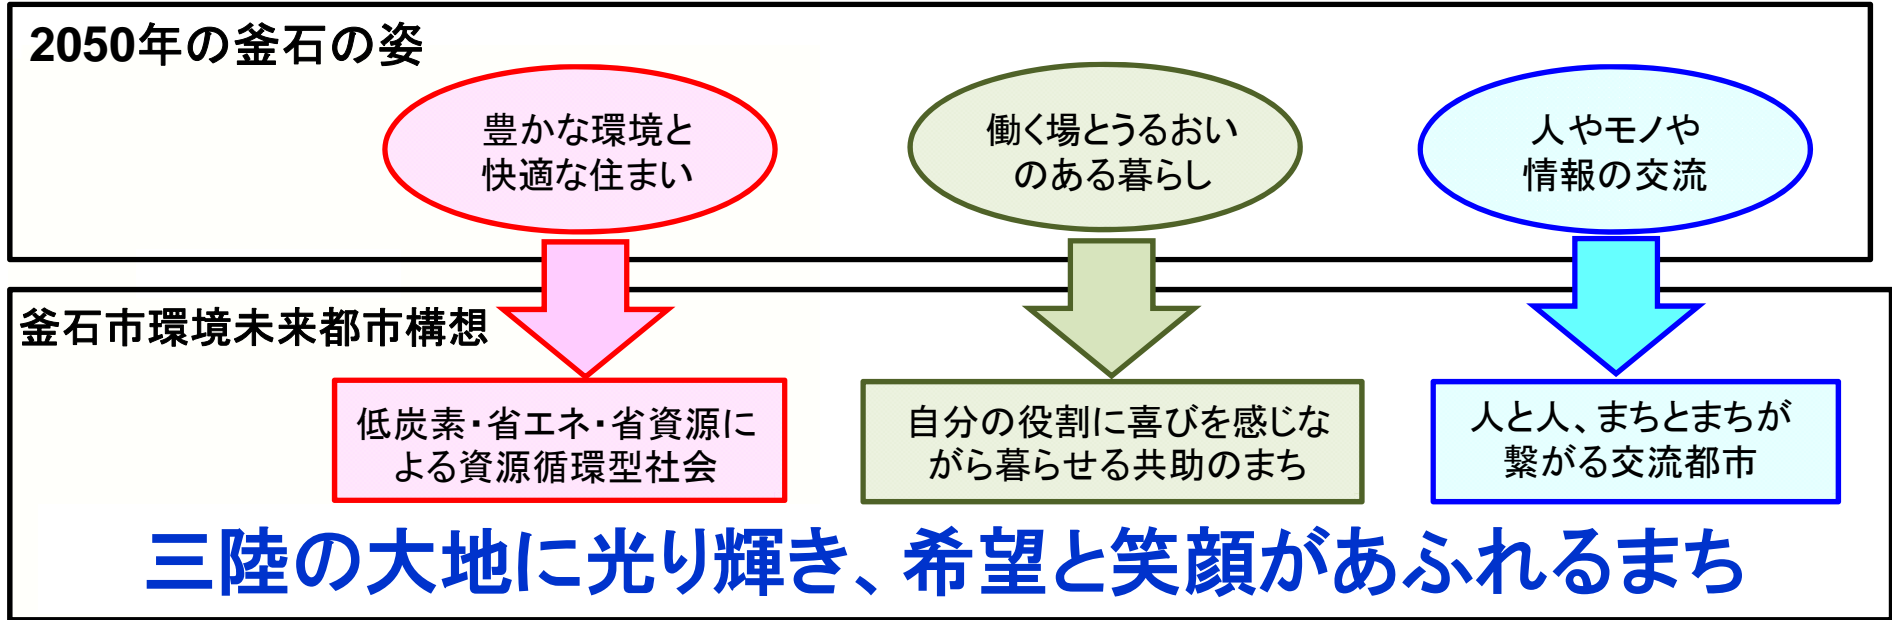 2050年の釜石の姿
豊かな環境と
快適な住まい
働く場とうるおい
のある暮らし
人やモノや
情報の交流
釜石市環境未来都市構想
低炭素・省エネ・省資源に
よる資源循環型社会
自分の役割に喜びを感じな
がら暮らせる共助のまち
人と人、まちとまちが
繋がる交流都市
三陸の大地に光り輝き、希望と笑顔があふれるまち